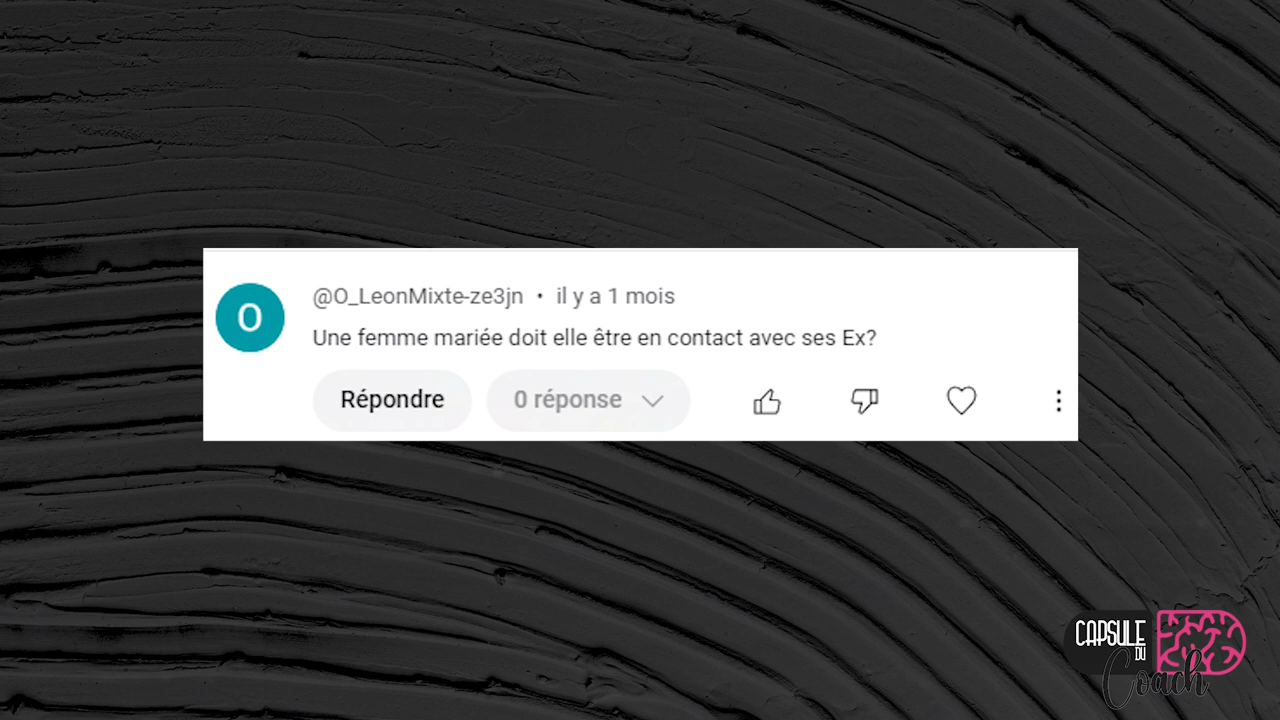 O
@O_LeonMixte-ze3jn • il y a 1 mois
Une femme mariée doit elle être en contact avec ses Ex?
Répondre
0 réponse
CAPSULE
DU
Coach